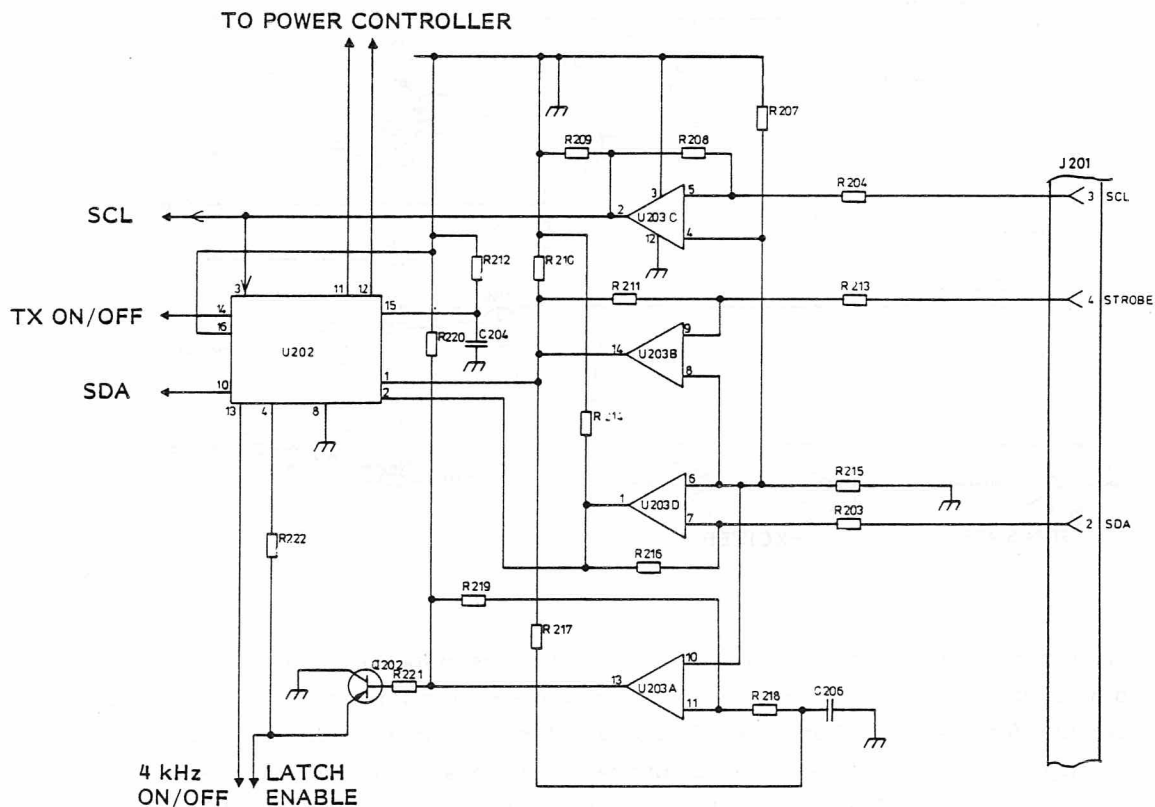 TO POWER CONTROLLER
R207
R209
R208
J201
R204
3 SCL
5
3
2
U203C
4
12
SCL
R212
R210
R211
R213
4 STROBE
3
11
12
15
14
16
TX ON/OFF
C204
R220
9
14
U203B
8
U202
1
2
SDA
10
13
4
8
R215
6
1
U203D
7
R203
2 SDA
R222
R216
R219
R217
Q202
R221
10
13
U203A
11
R218
4 kHz
ON/OFF
LATCH
ENABLE